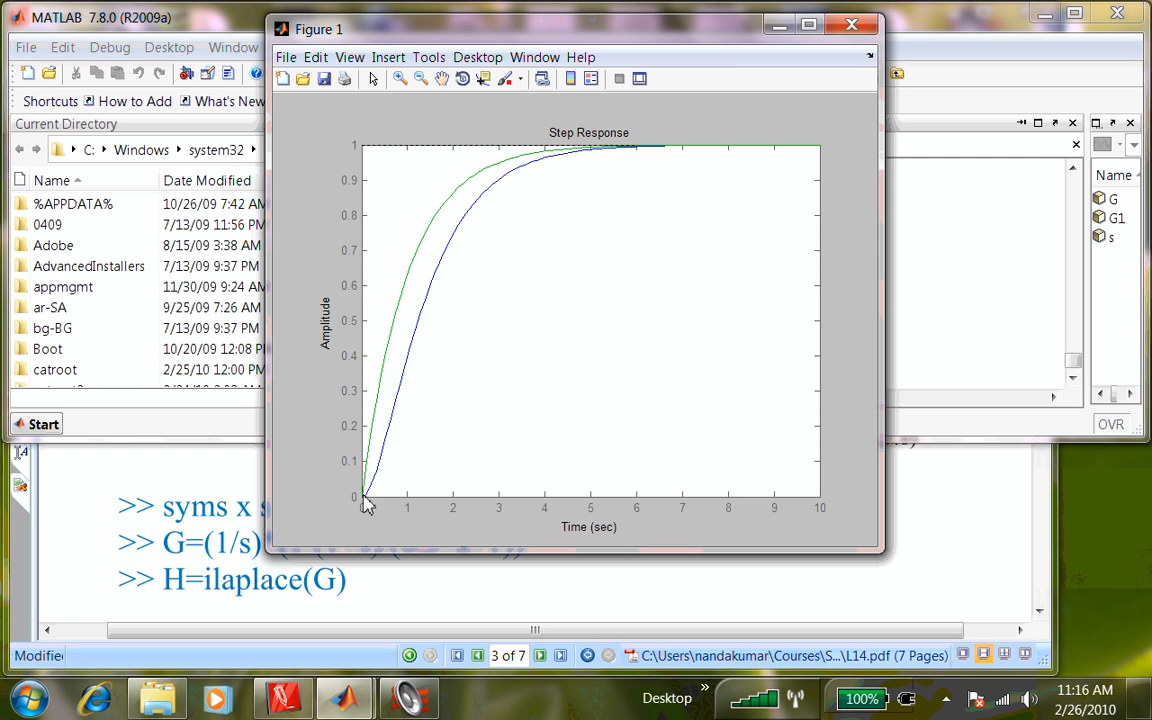 MATLAB 7.8.0 (R2009a)
File Edit Debug Desktop Window
Shortcuts How to Add What's New
Current Directory
C: Windows system32
Name Date Modified
%APPDATA% 10/26/09 7:42 AM
0409 7/13/09 11:56 PM
Adobe 8/15/09 3:38 AM
AdvancedInstallers 7/13/09 9:37 PM
appmgmt 11/30/09 9:24 AM
ar-SA 9/25/09 7:26 AM
bg-BG 7/13/09 9:37 PM
Boot 10/20/09 12:08 P
catroot 2/25/10 12:00 PM
Start
Figure 1
File Edit View Insert Tools Desktop Window Help
Step Response
Amplitude
1
0.9
0.8
0.7
0.6
0.5
0.4
0.3
0.2
0.1
0
1 2 3 4 5 6 7 8 9 10
Time (sec)
Name
G
G1
s
OVR
>> syms x
>> G=(1/s)
>> H=ilaplace(G)
Modified
3 of 7
C:\Users\nandakumar\Courses\S...\L14.pdf (7 Pages)
Desktop
100%
11:16 AM
2/26/2010